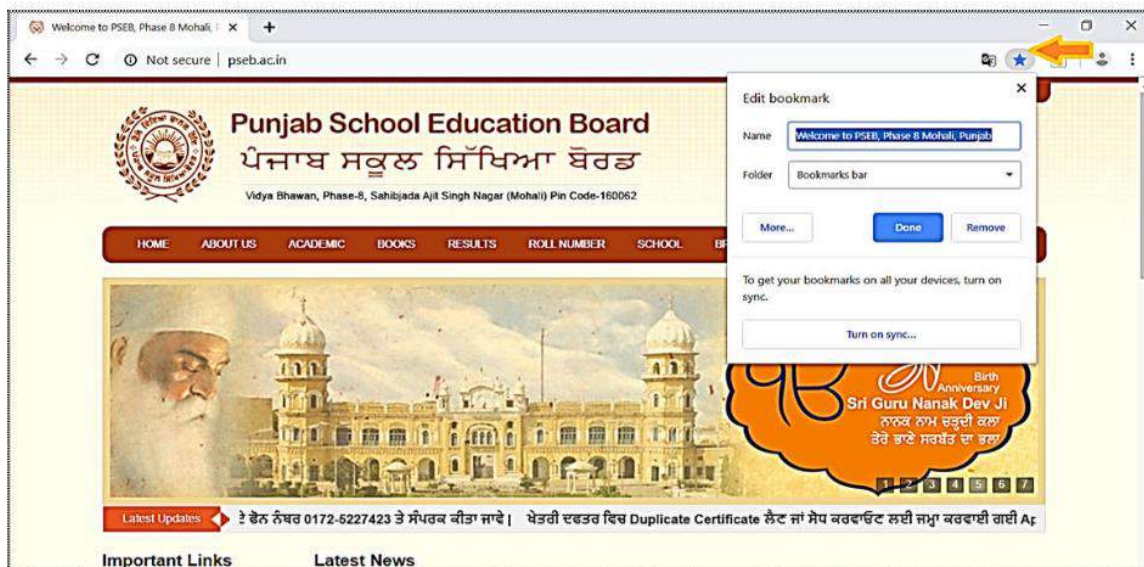 Welcome to PSEB, Phase 8 Mohali,
Not secure | pseb.ac.in
Edit bookmark
Name Welcome to PSEB, Phase 8 Mohali, Punjab
Folder Bookmarks bar
More... Done Remove
To get your bookmarks on all your devices, turn on
sync.
Turn on sync...
Punjab School Education Board
ਪੰਜਾਬ ਸਕੂਲ ਸਿੱਖਿਆ ਬੋਰਡ
Vidya Bhawan, Phase-8, Sahibjada Ajit Singh Nagar (Mohali) Pin Code-160062
HOME ABOUT US ACADEMIC BOOKS RESULTS ROLL NUMBER SCHOOL
Birth
Anniversary
Sri Guru Nanak Dev Ji
ਨਾਨਕ ਨਾਮ ਚੜ੍ਹਦੀ ਕਲਾ
ਤੇਰੇ ਭਾਣੇ ਸਰਬੱਤ ਦਾ ਭਲਾ
1 2 3 4 5 6 7
Latest Updates ਫੋਨ ਨੰਬਰ 0172-5227423 ਤੇ ਸੰਪਰਕ ਕੀਤਾ ਜਾਵੇ | ਖੇਤਰੀ ਦਫਤਰ ਵਿਚ Duplicate Certificate ਲੈਣ ਜਾਂ ਸੋਧ ਕਰਵਾਉਣ ਲਈ ਜਮ੍ਹਾ ਕਰਵਾਈ ਗਈ
Important Links Latest News